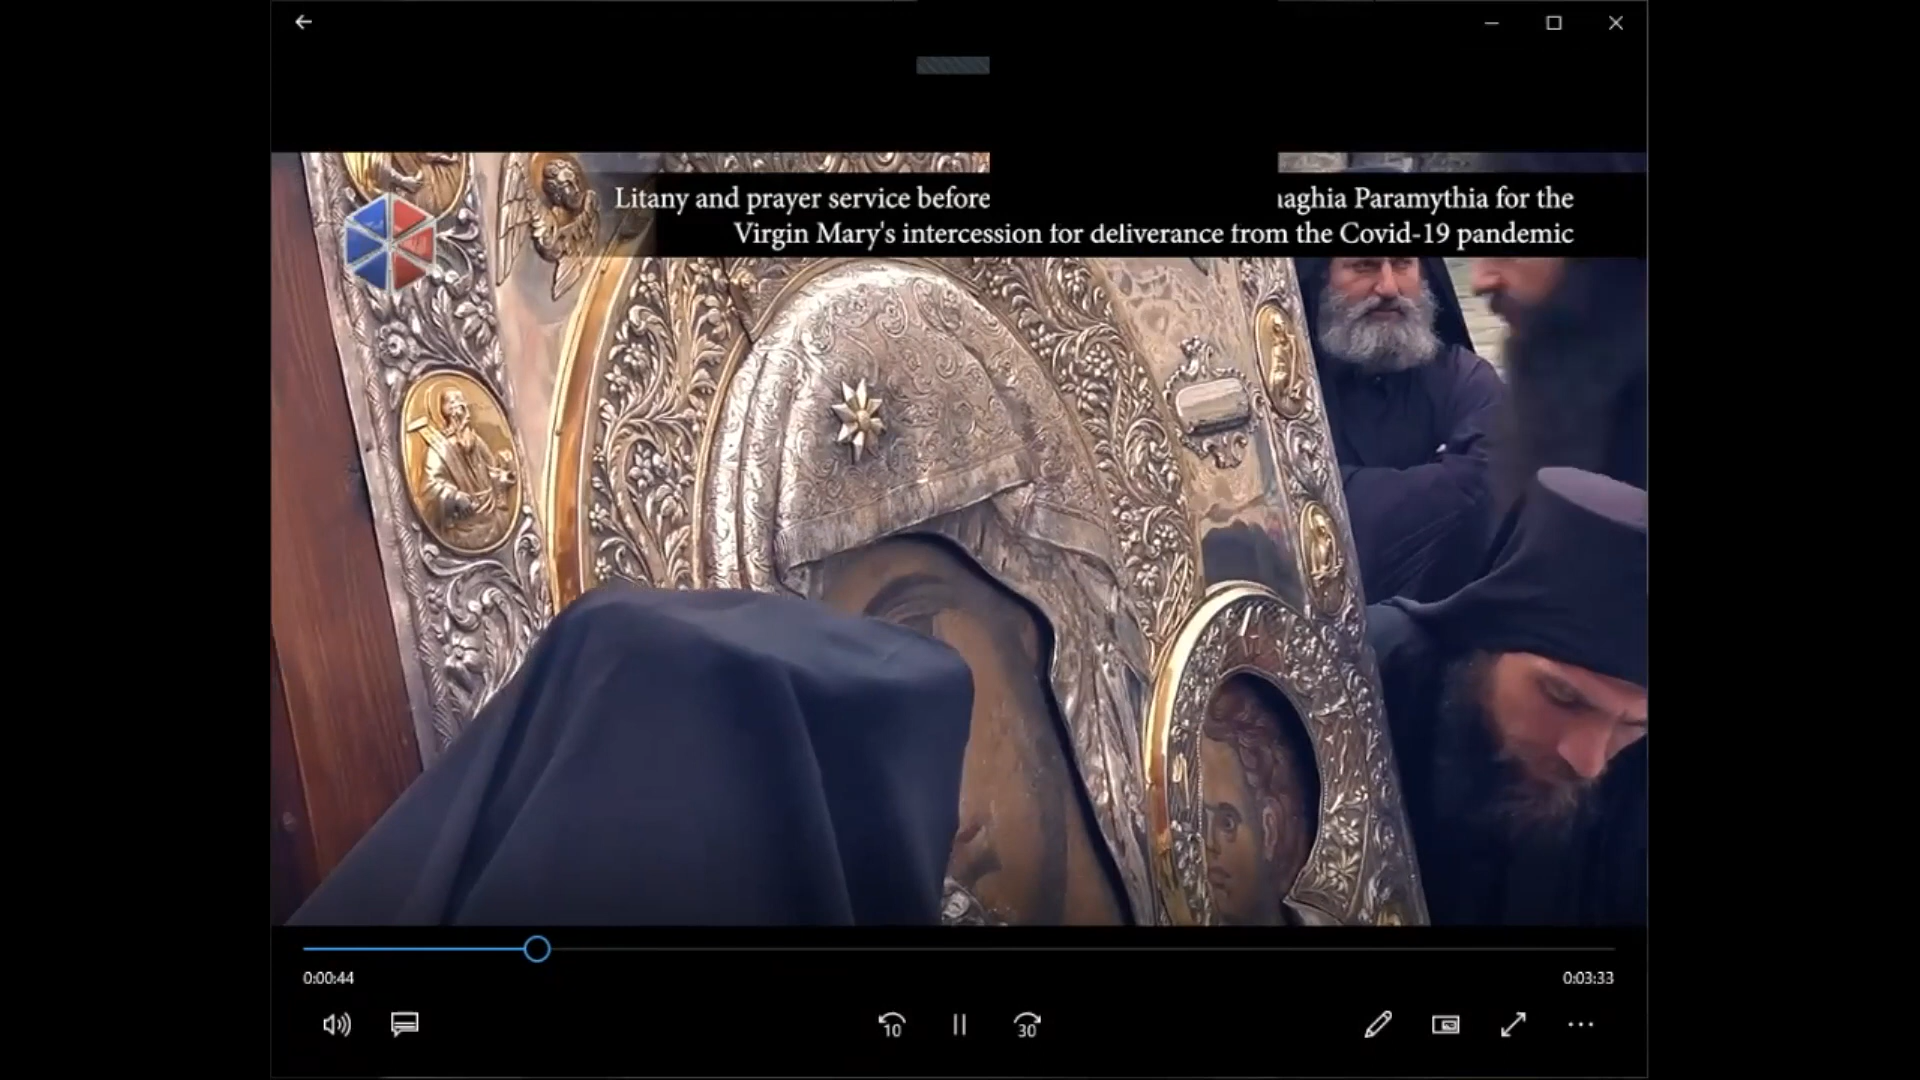 Litany and prayer service before
aghia Paramythia for the
Virgin Mary's intercession for deliverance from the Covid-19 pandemic
0:00:44
0:03:33
10
30